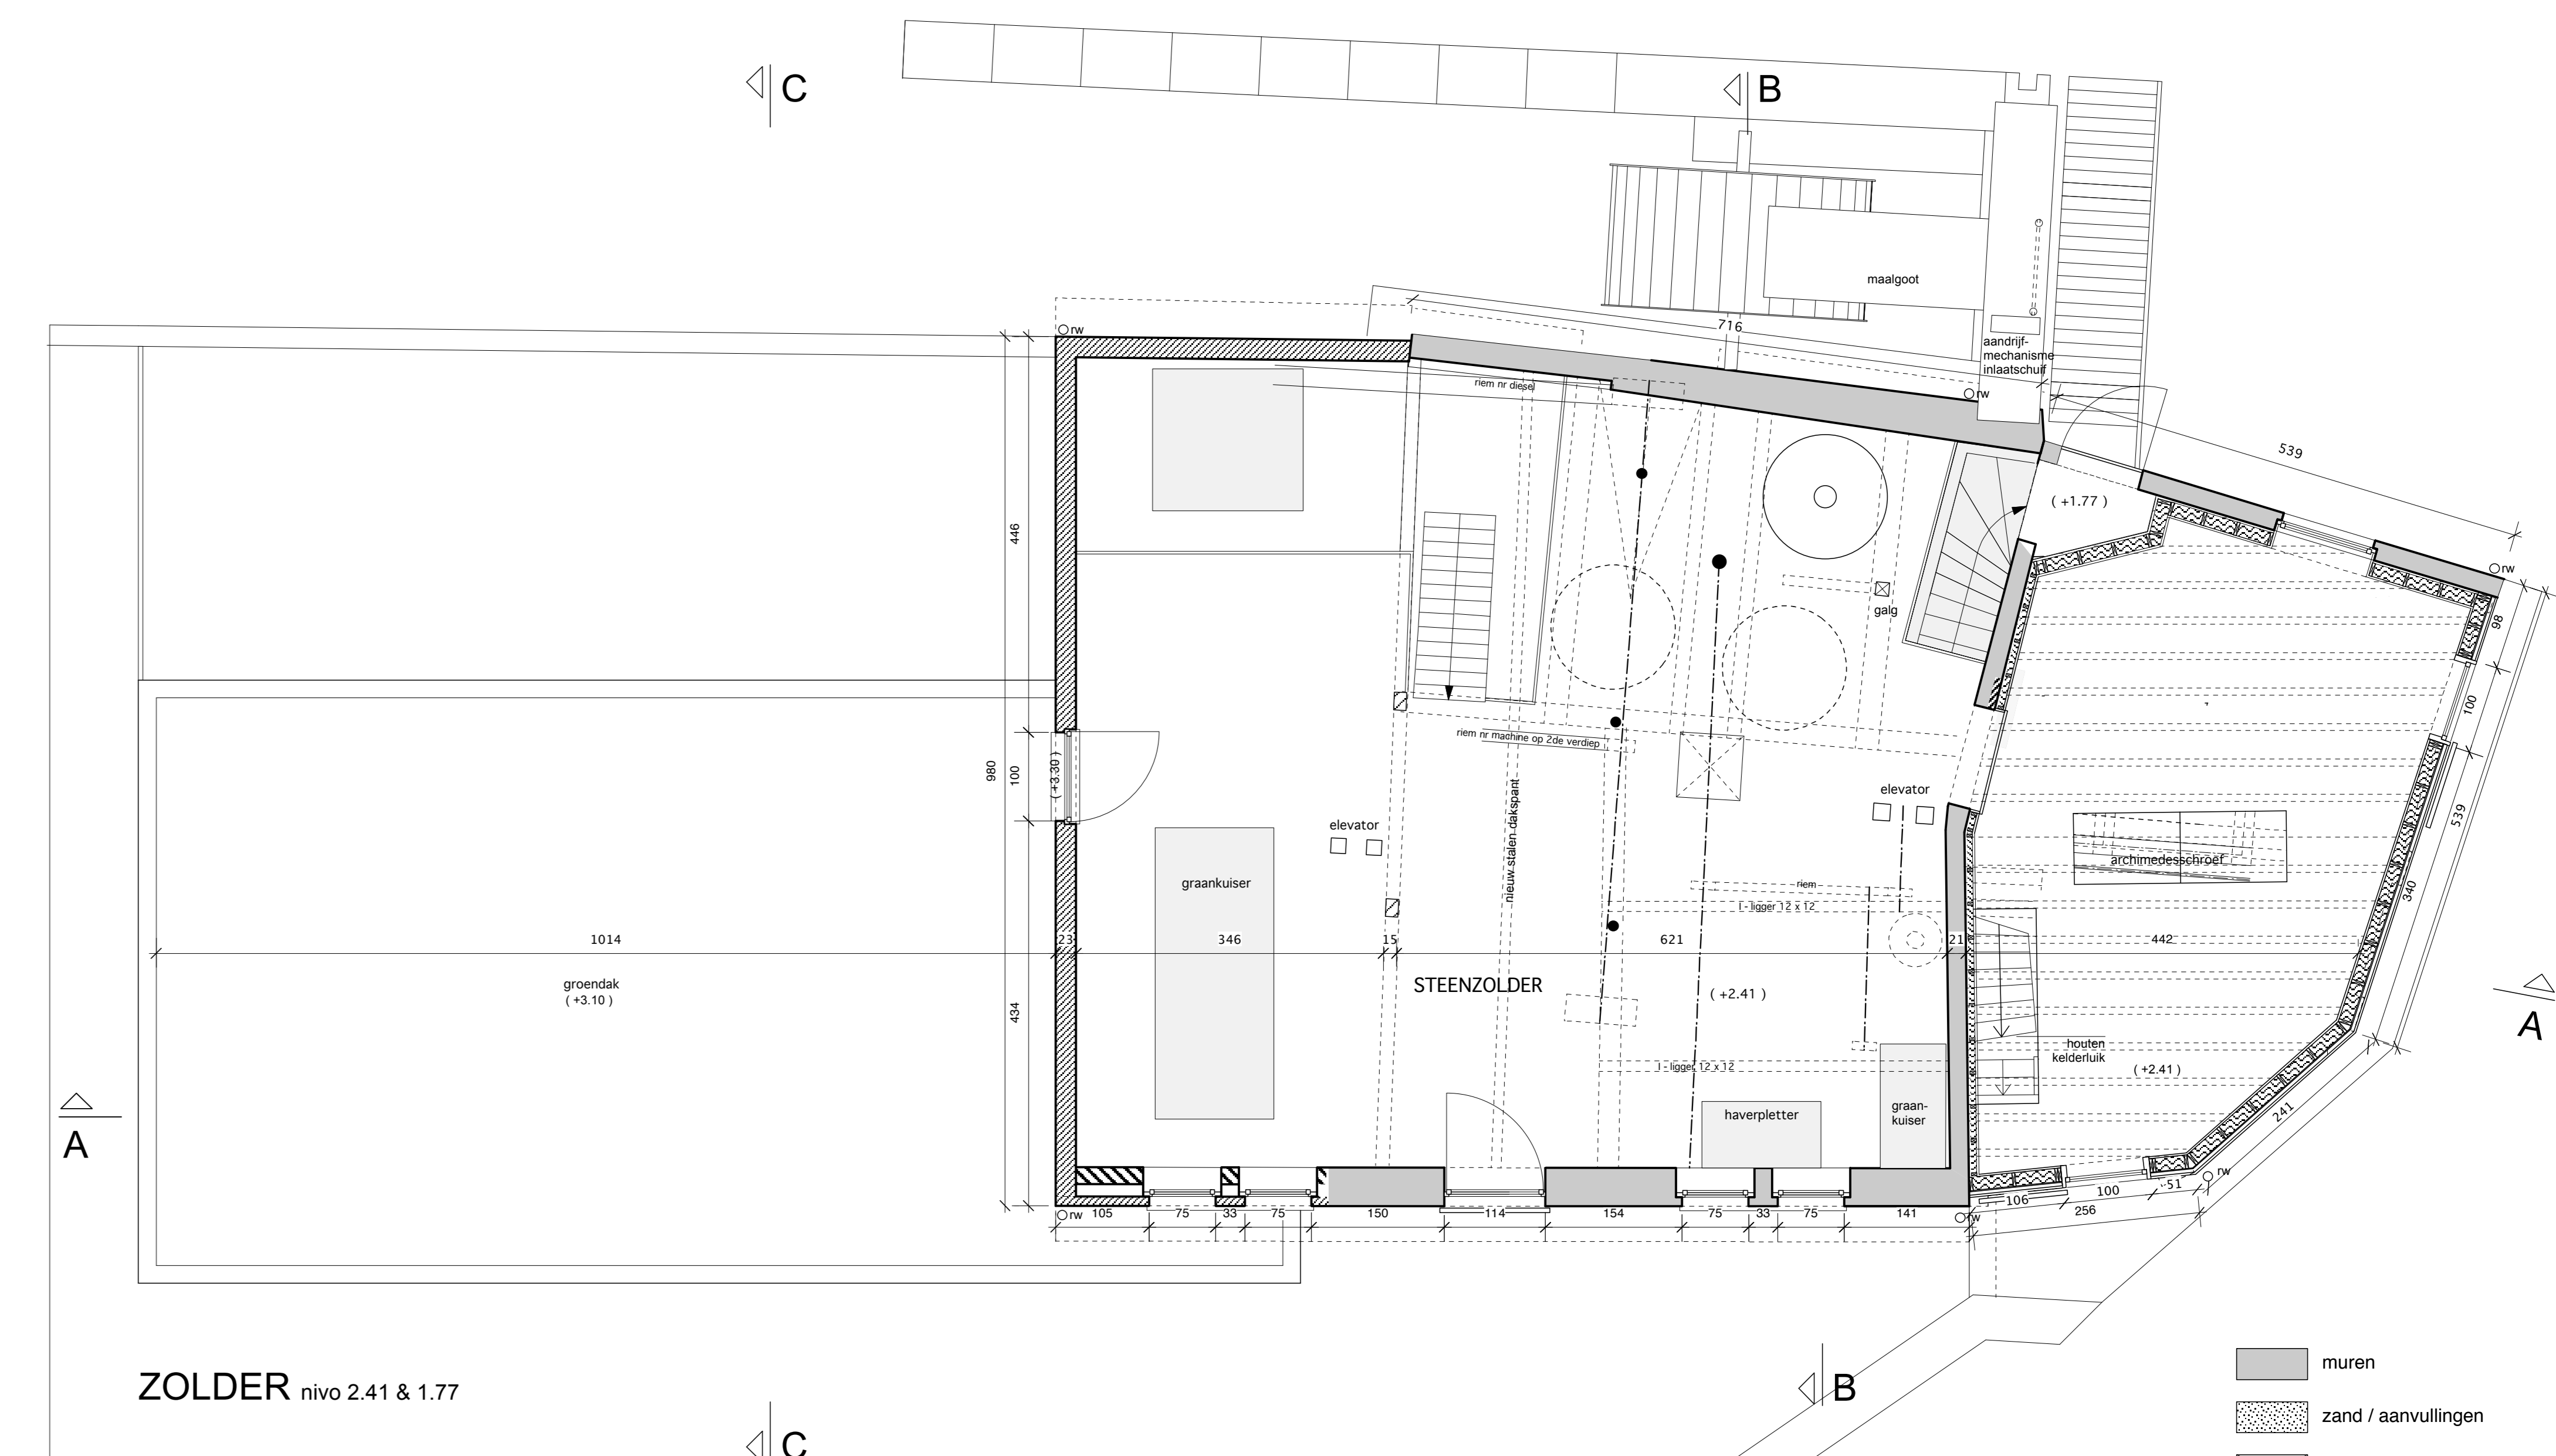 C
B
maalgoot
716
aandrijf-
mechanisme
inlaatschuif
rw
rw
riem nr diesel
539
( +1.77 )
rw
446
galg
98
100
riem nr machine op 2de verdiep
980
100
( +3.30 )
elevator
elevator
nieuw stalen dakspant
539
archimedesschroef
graankuiser
riem
I - ligger 12 x 12
340
1014
23
346
15
621
21
442
groendak
( +3.10 )
STEENZOLDER
( +2.41 )
434
A
houten
kelderluik
I - ligger 12 x 12
( +2.41 )
haverpletter
graan-
kuiser
241
A
rw
rw
105
75
33
75
150
114
154
75
33
75
141
rw
106
100
51
256
muren
ZOLDER nivo 2.41 & 1.77
B
zand / aanvullingen
C